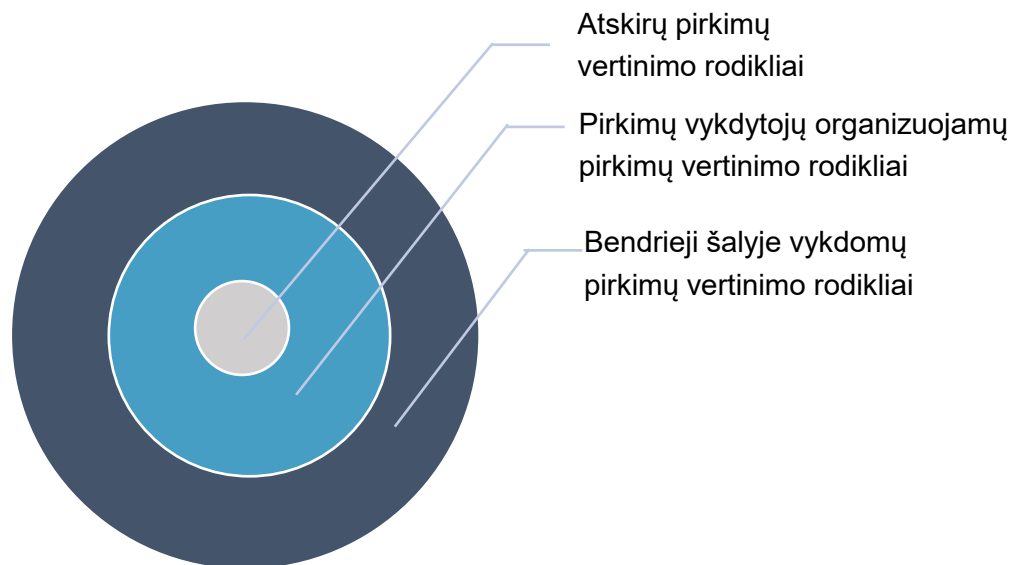 Atskirų pirkimų
vertinimo rodikliai
Pirkimų vykdytojų organizuojamų
pirkimų vertinimo rodikliai
Bendrieji šalyje vykdomų
pirkimų vertinimo rodikliai